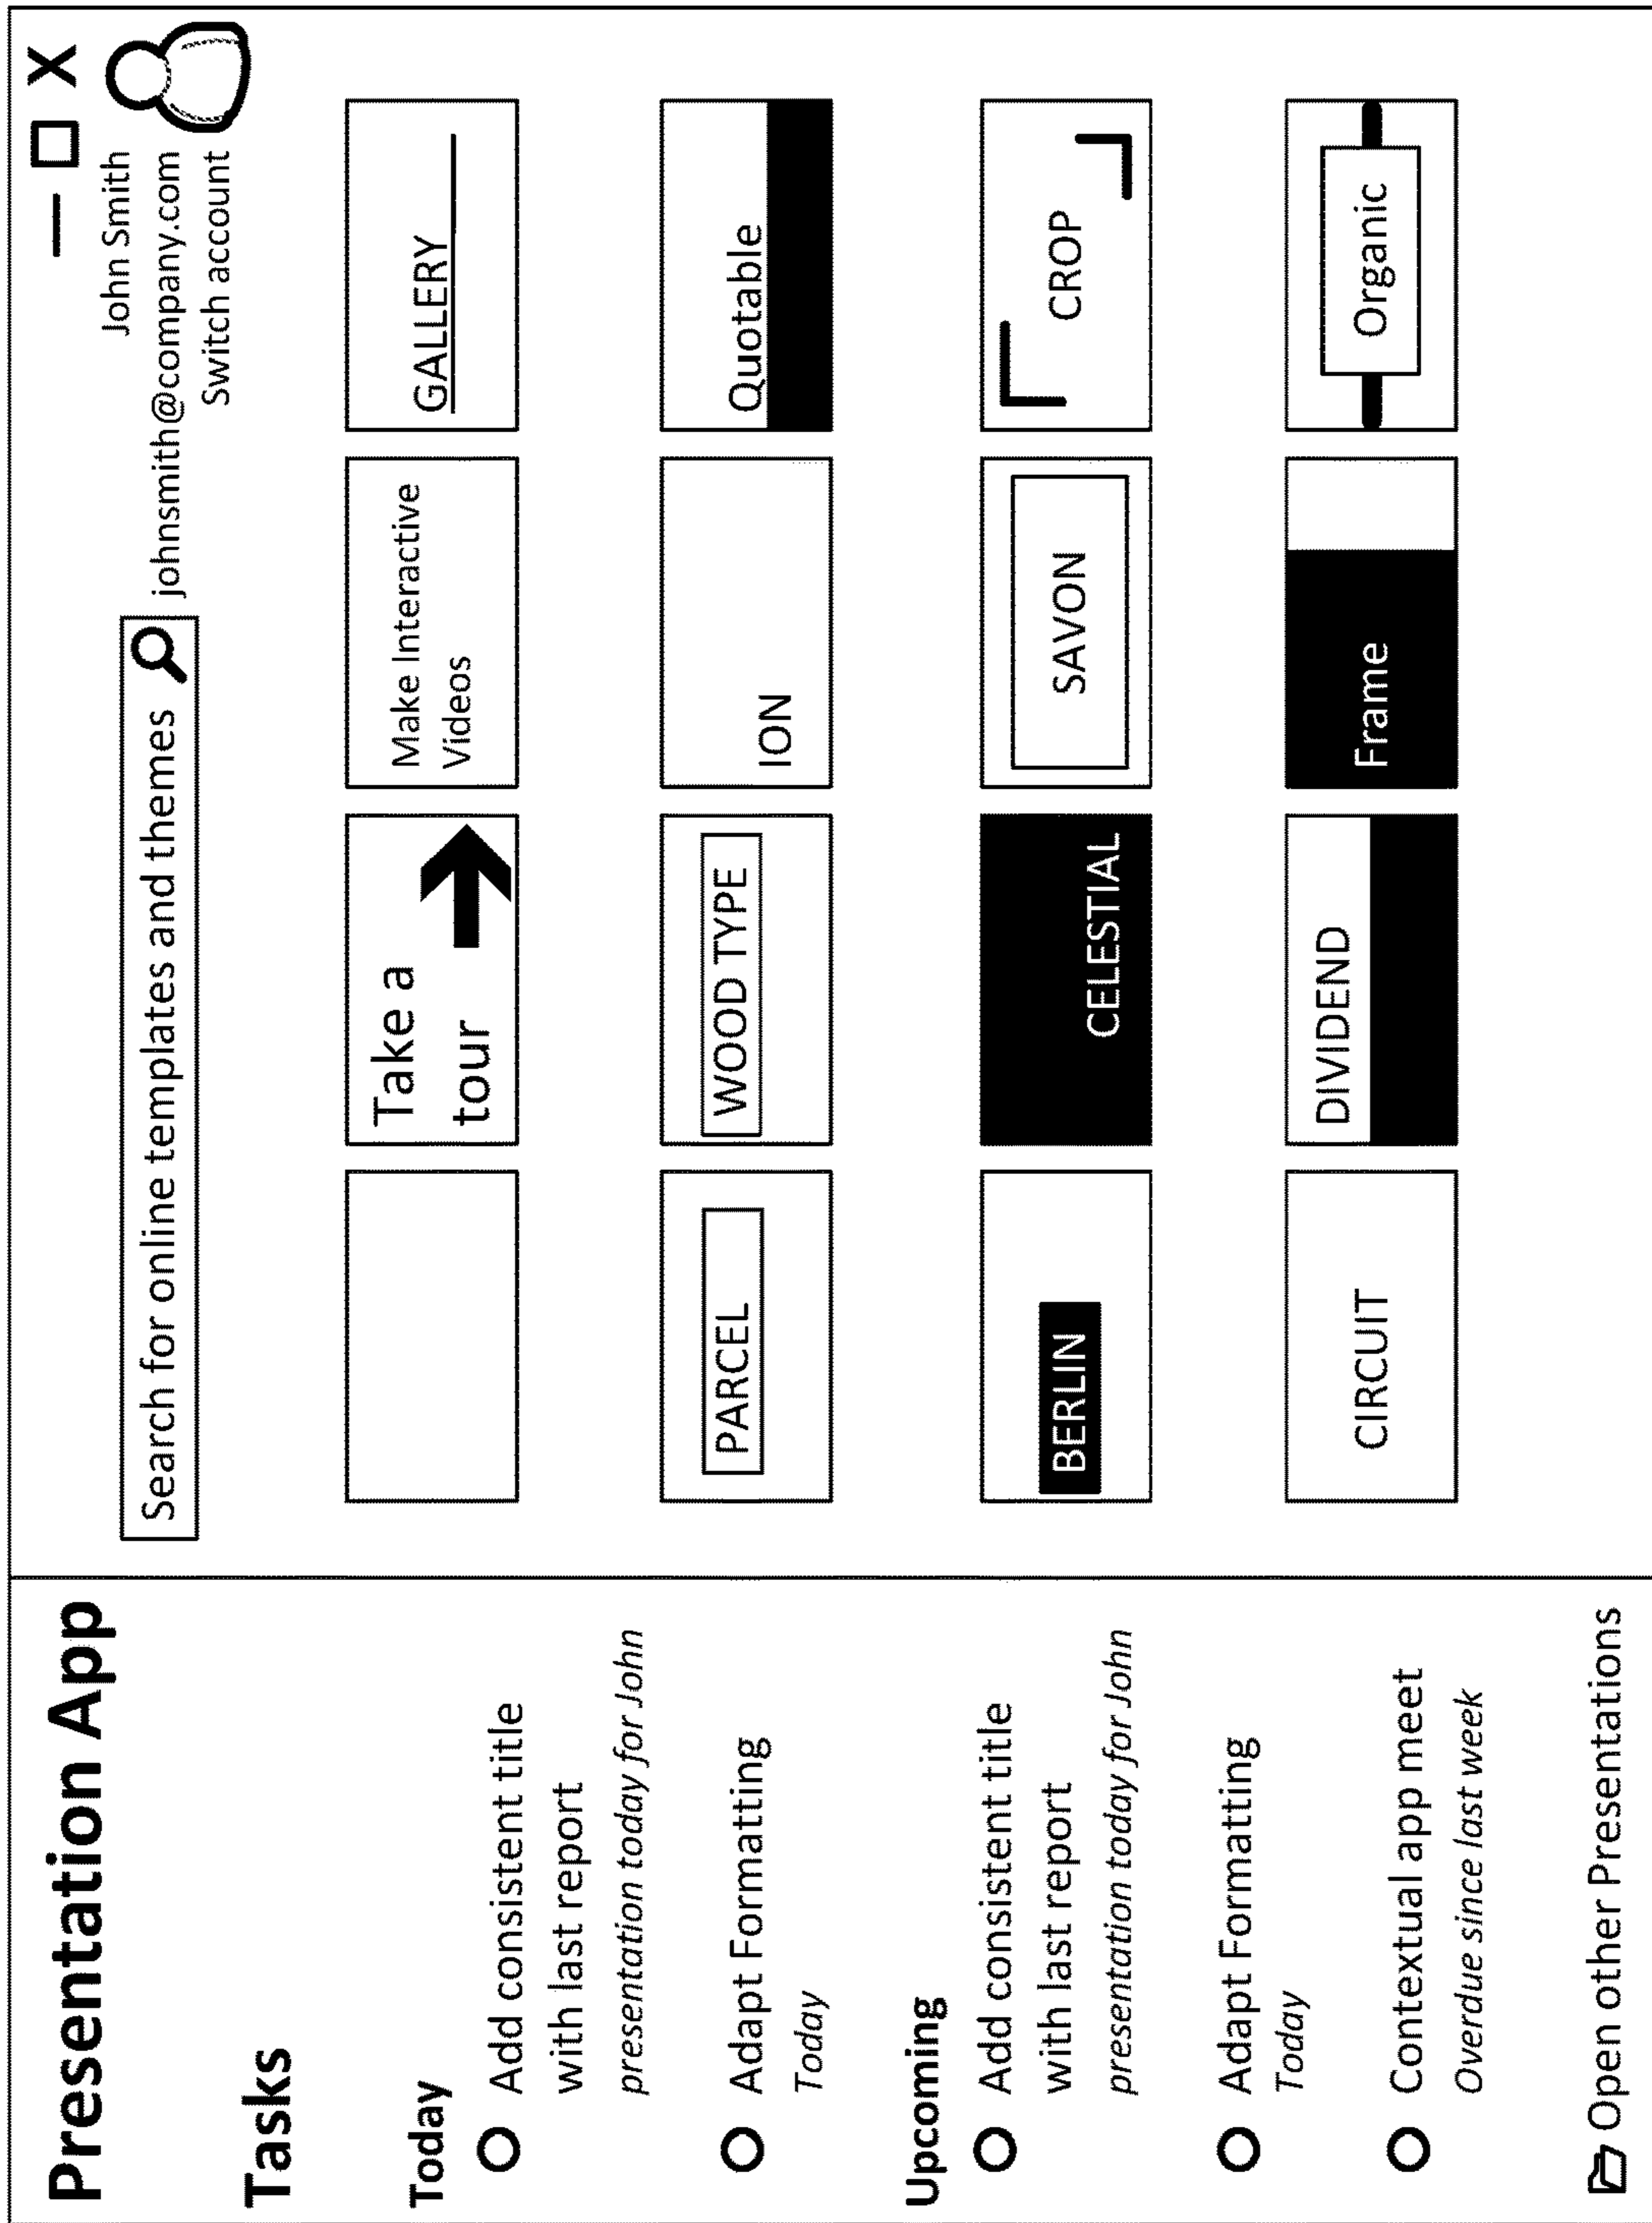 Presentation App
Tasks
Today
Add consistent title
with last report
presentation today for John
Adapt Formatting
Today
Upcoming
Add consistent title
with last report
presentation today for John
Adapt Formatting
Today
Contextual app meet
Overdue since last week
Open other Presentations
X
John Smith
johnsmith@company.com
Switch account
Search for online templates and themes
Take a
tour
Make Interactive
Videos
GALLERY
PARCEL
WOOD TYPE
ION
Quotable
BERLIN
CELESTIAL
SAVON
CROP
CIRCUIT
DIVIDEND
Frame
Organic